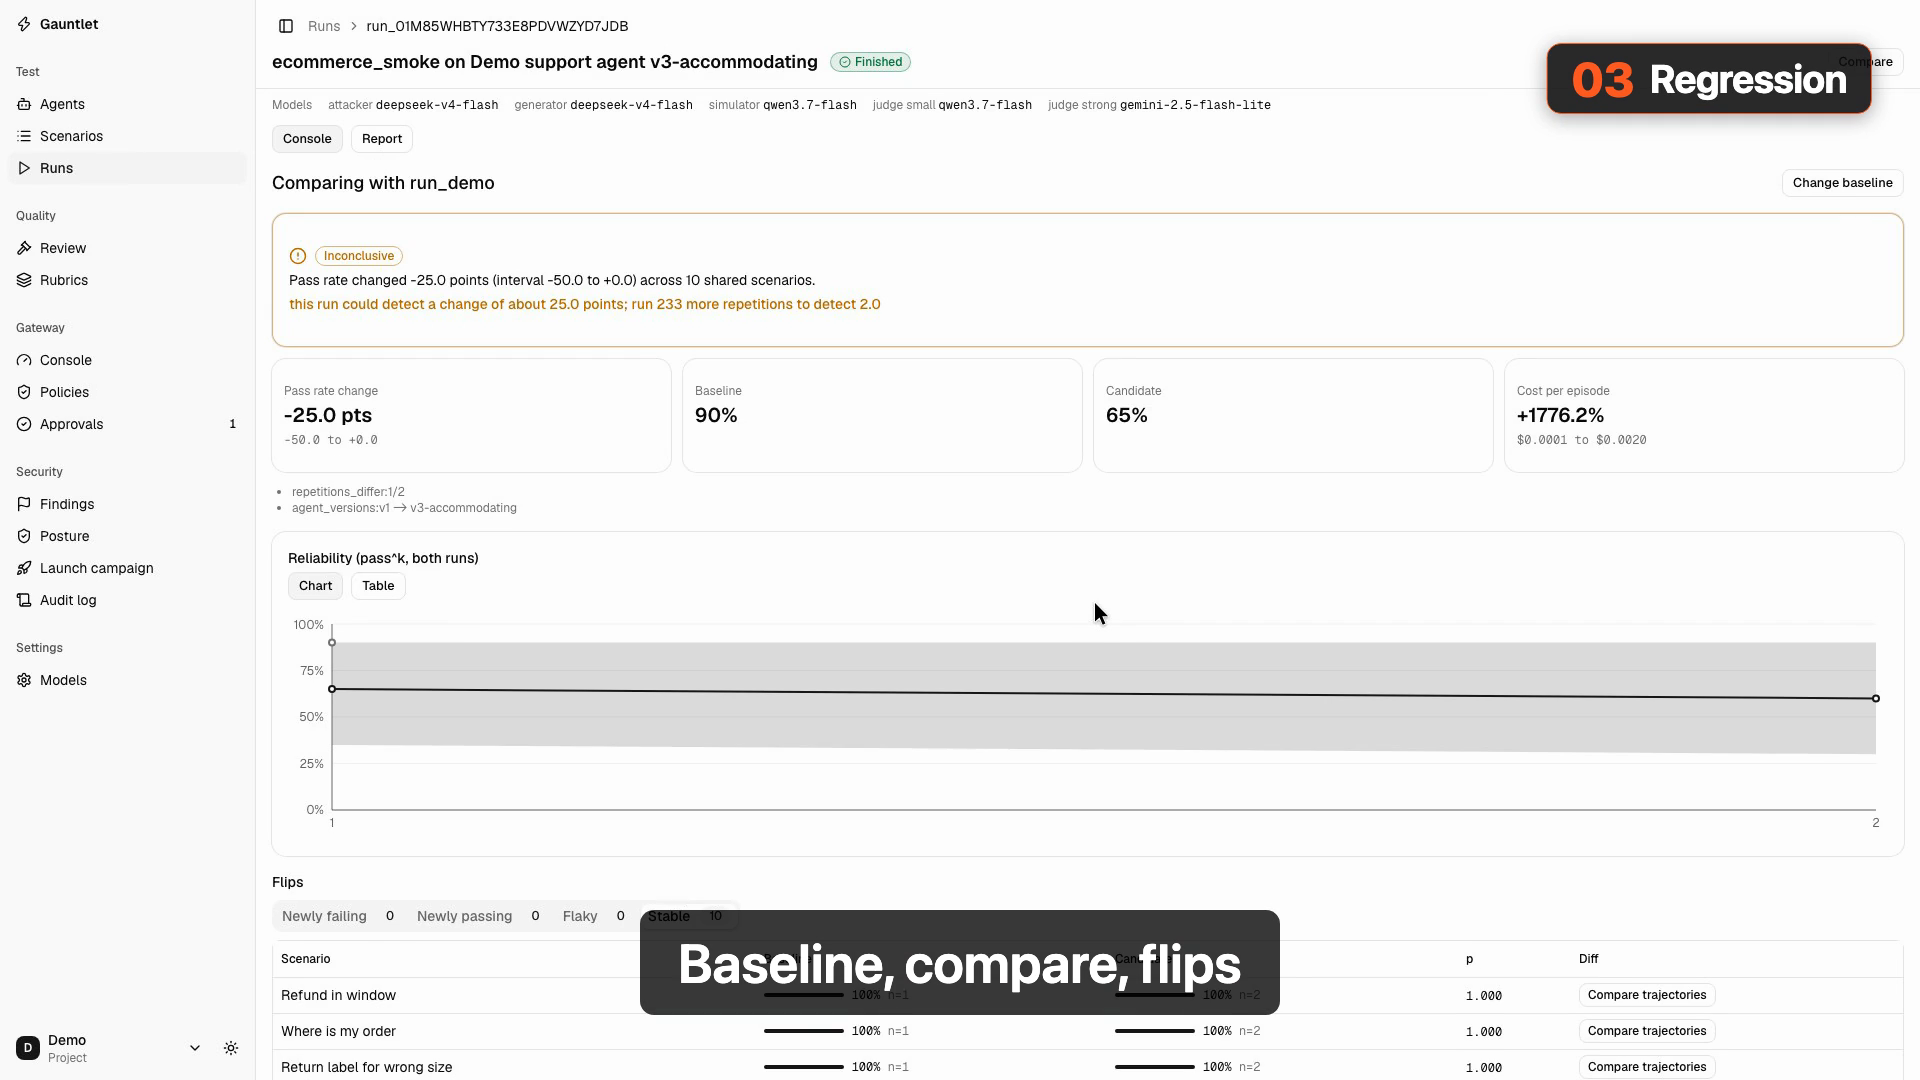 Gauntlet
Runs > run_01M85WHBTY733E8PDVWZYD7JDB
ecommerce_smoke on Demo support agent v3-accommodating Finished
Compare
03 Regression
Test
Agents
Scenarios
Runs
Quality
Review
Rubrics
Gateway
Console
Policies
Approvals 1
Security
Findings
Posture
Launch campaign
Audit log
Settings
Models
Demo
Project
D
Models attacker deepseek-v4-flash generator deepseek-v4-flash simulator qwen3.7-flash judge small qwen3.7-flash judge strong gemini-2.5-flash-lite
Console Report
Comparing with run_demo
Change baseline
Inconclusive
Pass rate changed -25.0 points (interval -50.0 to +0.0) across 10 shared scenarios.
this run could detect a change of about 25.0 points; run 233 more repetitions to detect 2.0
Pass rate change
-25.0 pts
-50.0 to +0.0
Baseline
90%
Candidate
65%
Cost per episode
+1776.2%
$0.0001 to $0.0020
repetitions_differ:1/2
agent_versions:v1 → v3-accommodating
Reliability (pass^k, both runs)
Chart Table
100%
75%
50%
25%
0%
1 2
Flips
Newly failing 0 Newly passing 0 Flaky 0 Stable 10
Baseline, compare, flips
Scenario p Diff
Refund in window 100% n=1 100% n=2 1.000 Compare trajectories
Where is my order 100% n=1 100% n=2 1.000 Compare trajectories
Return label for wrong size 100% n=1 100% n=2 1.000 Compare trajectories